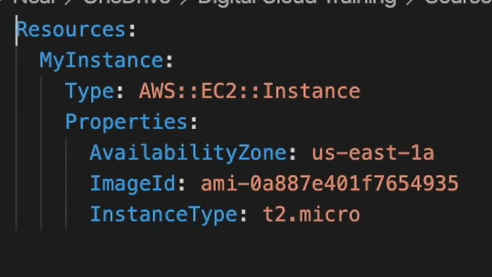 Resources:
MyInstance:
Type: AWS::EC2::Instance
Properties:
AvailabilityZone: us-east-1a
ImageId: ami-0a887e401f7654935
InstanceType: t2.micro